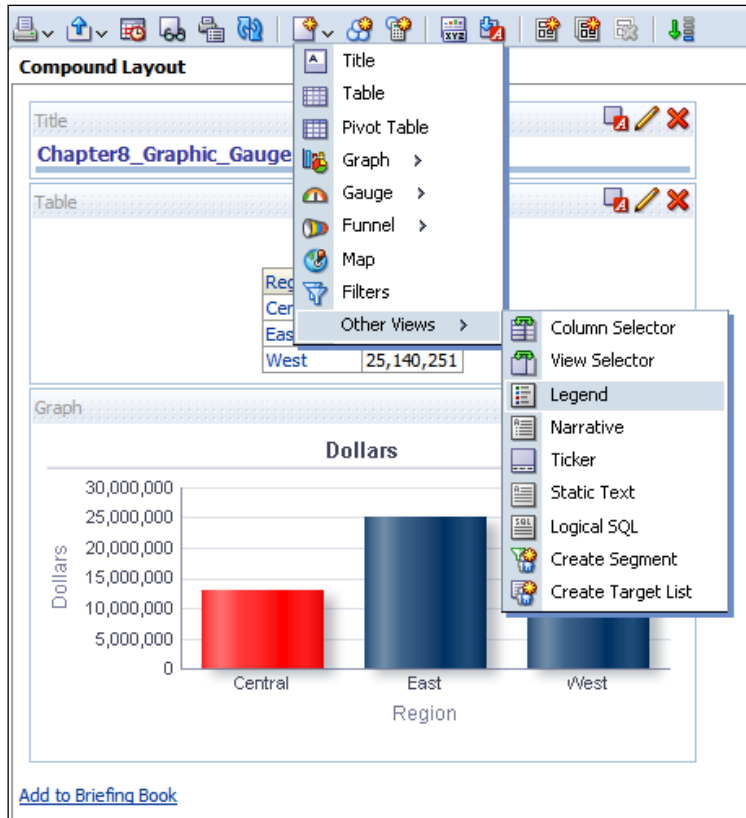 Compound Layout
Title
Chapter8_Graphic_Gauge
Table
Reg
Cen
Eas
West 25,140,251
Title
Table
Pivot Table
Graph >
Gauge >
Funnel >
Map
Filters
Other Views >
Column Selector
View Selector
Legend
Narrative
Ticker
Static Text
Logical SQL
Create Segment
Create Target List
Graph
Dollars
30,000,000
25,000,000
20,000,000
15,000,000
10,000,000
5,000,000
0
Dollars
Central East West
Region
Add to Briefing Book